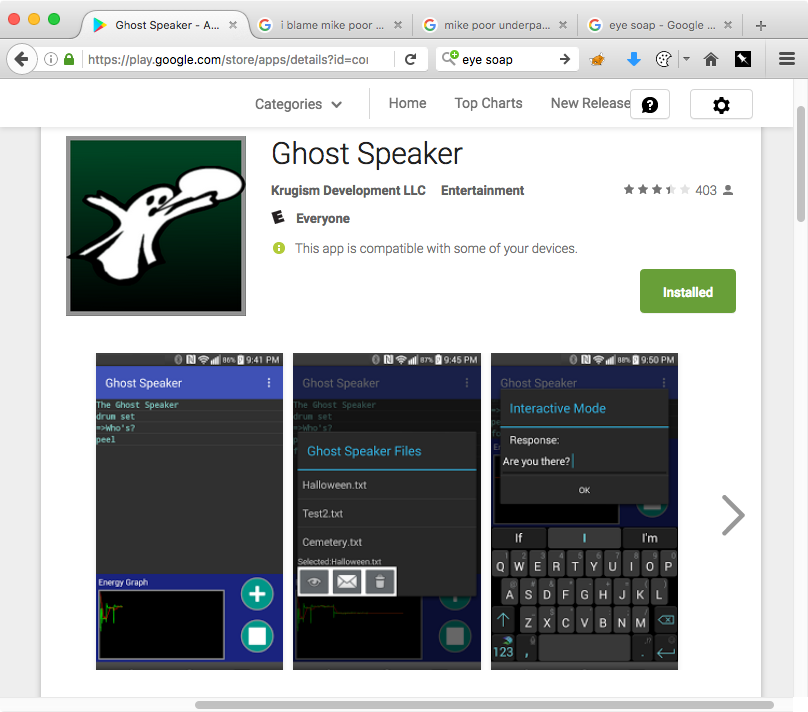 Ghost Speaker - A...
i blame mike poor ...
mike poor underpa...
eye soap - Google ...
https://play.google.com/store/apps/details?id=co
eye soap
Categories
Home
Top Charts
New Release
Ghost Speaker
Krugism Development LLC Entertainment
403
E Everyone
This app is compatible with some of your devices.
Installed
86% 9:41 PM
Ghost Speaker
The Ghost Speaker
drum set
=>Who's?
peel
Energy Graph
87% 9:45 PM
Ghost Speaker
The Ghost Speaker
drum set
=>Who's?
Ghost Speaker Files
Halloween.txt
Test2.txt
Cemetery.txt
Selected:Halloween.txt
88% 9:50 PM
Ghost Speaker
Interactive Mode
Response:
Are you there?
OK
If I I'm
Q W E R T Y U I O P
A S D F G H J K L
Z X C V B N M
123 , .